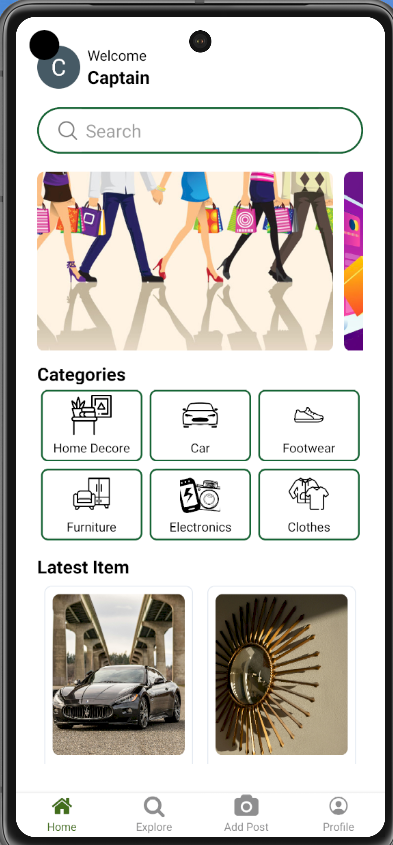 C
Welcome
Captain
Search
Categories
Home Decore
Car
Footwear
Furniture
Electronics
Clothes
Latest Item
Home
Explore
Add Post
Profile